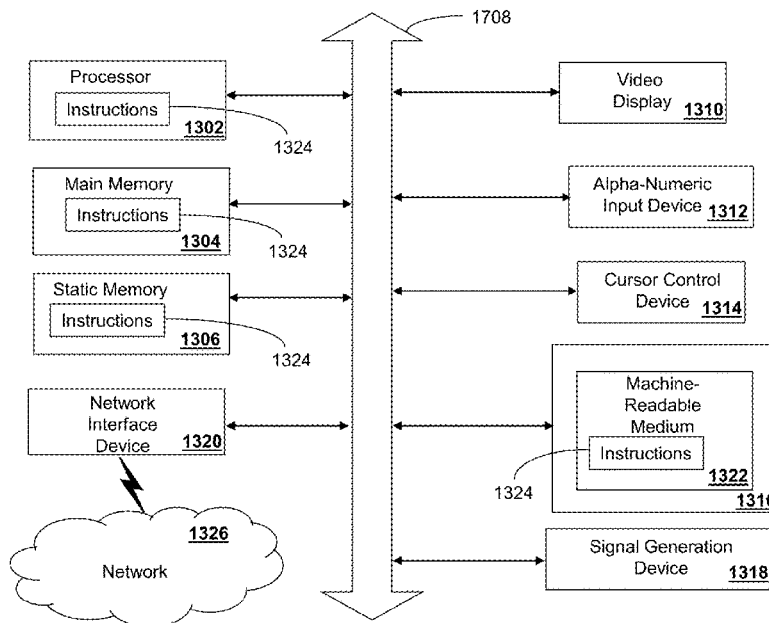 1708
Processor
Instructions
1302
1324
Main Memory
Instructions
1304
1324
Static Memory
Instructions
1306
1324
Network
Interface
Device
1320
1326
Network
Video
Display
1310
Alpha-Numeric
Input Device
1312
Cursor Control
Device
1314
Machine-
Readable
Medium
Instructions
1322
1324
1316
Signal Generation
Device
1318